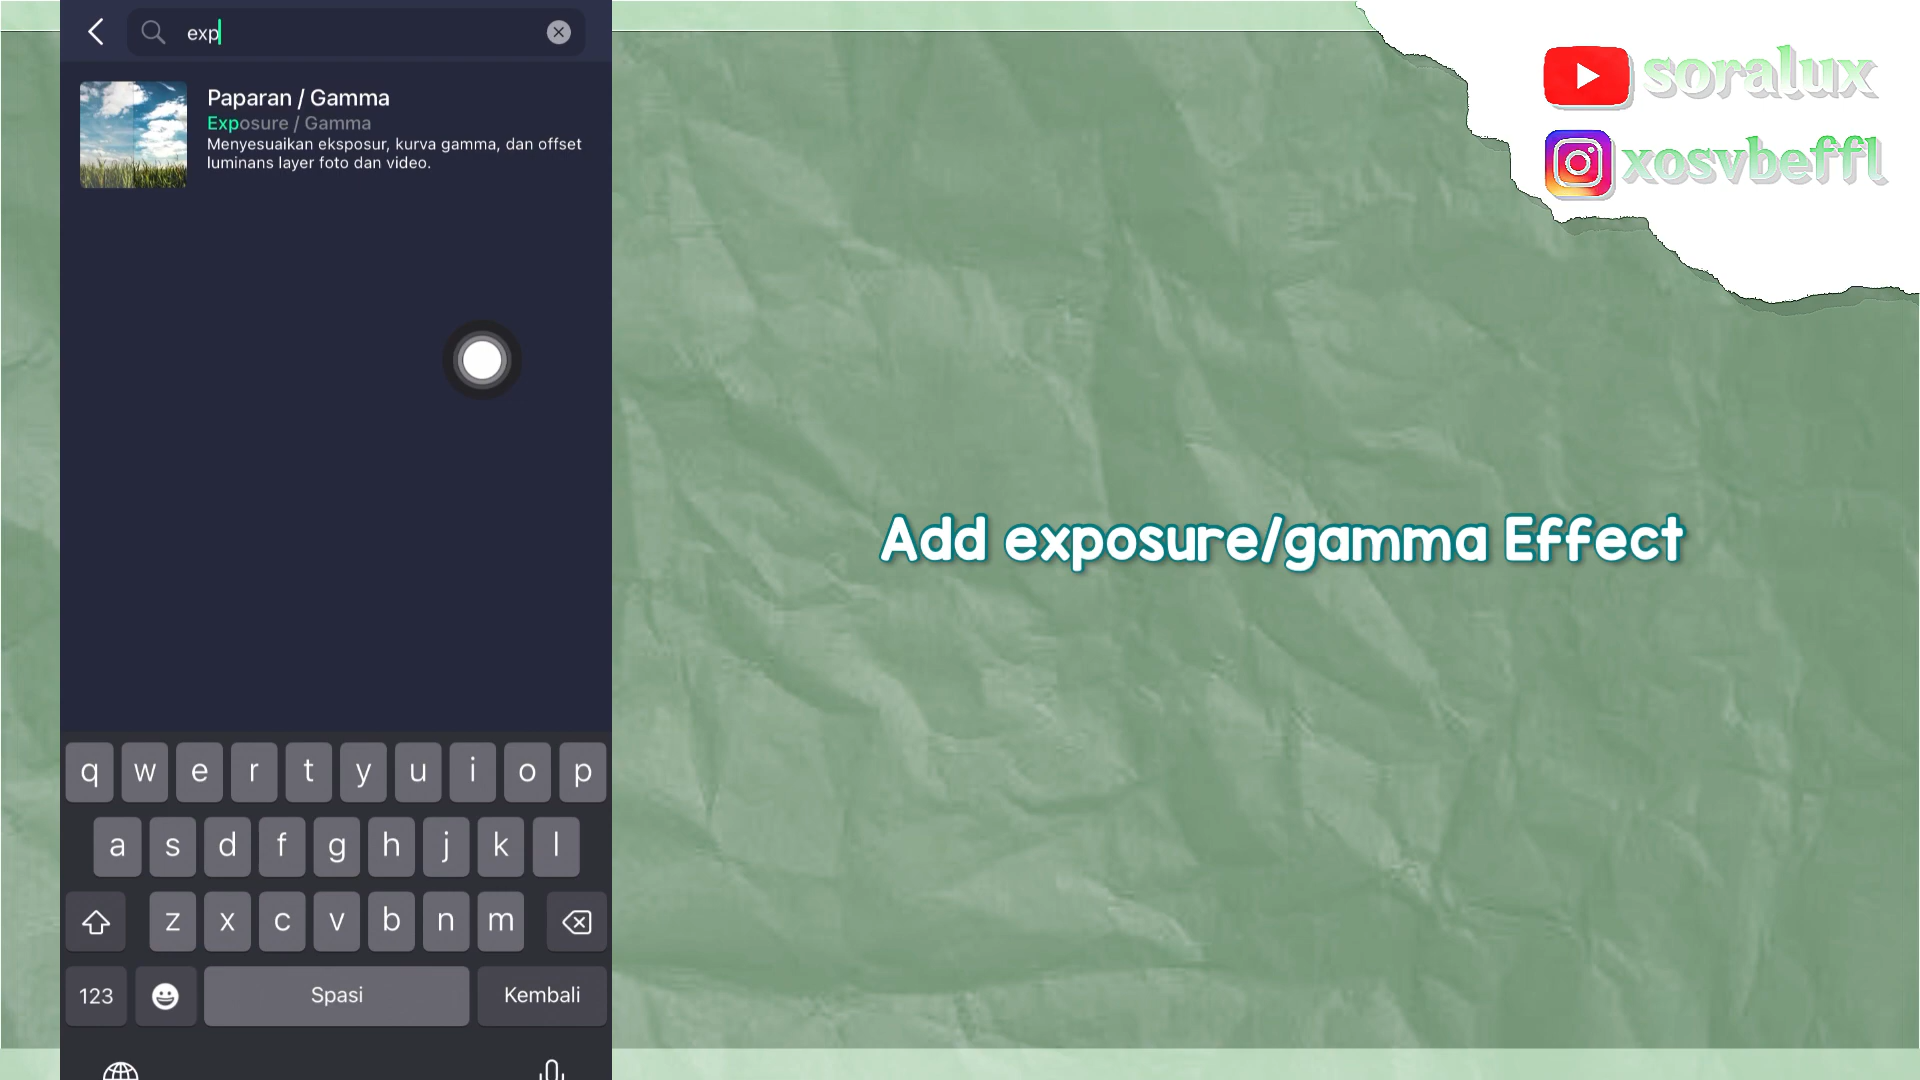 exp
Paparan / Gamma
Exposure / Gamma
Menyesuaikan eksposur, kurva gamma, dan offset
luminans layer foto dan video.
q w e r t y u i o p
a s d f g h j k l
z x c v b n m
123 Spasi Kembali
soralux
xosvbeffl
Add exposure/gamma Effect